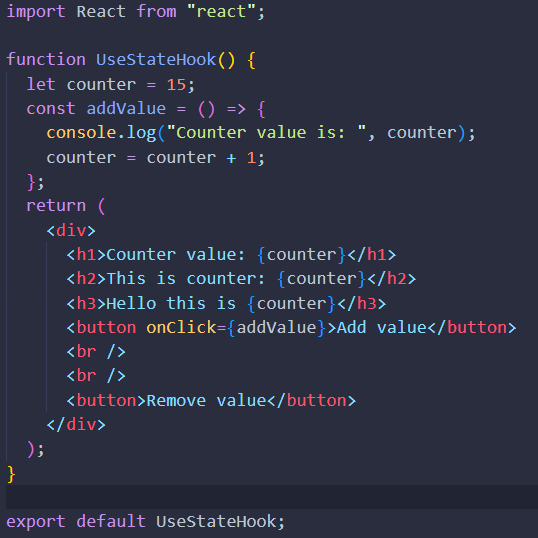 import React from "react";
function UseStateHook() {
let counter = 15;
const addValue = () => {
console.log("Counter value is: ", counter);
counter = counter + 1;
};
return (
<div>
<h1>Counter value: {counter}</h1>
<h2>This is counter: {counter}</h2>
<h3>Hello this is {counter}</h3>
<button onClick={addValue}>Add value</button>
<br />
<br />
<button>Remove value</button>
</div>
);
}
export default UseStateHook;